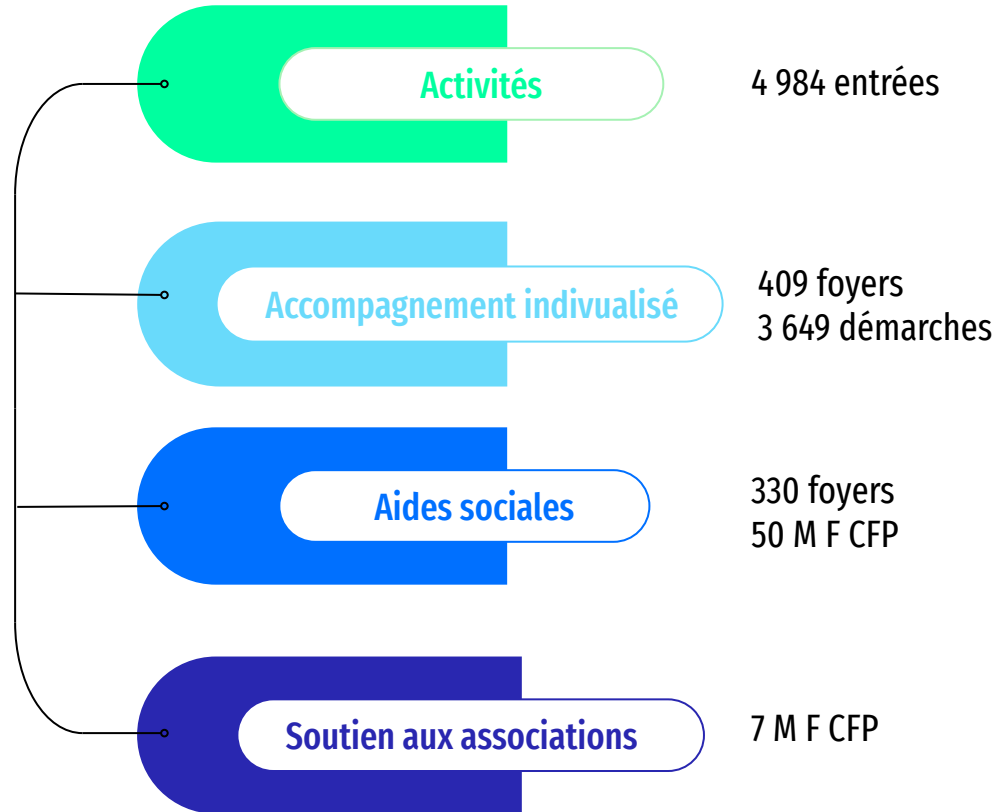 Activités
4 984 entrées
Accompagnement indivualisé
409 foyers
3 649 démarches
Aides sociales
330 foyers
50 M F CFP
Soutien aux associations
7 M F CFP